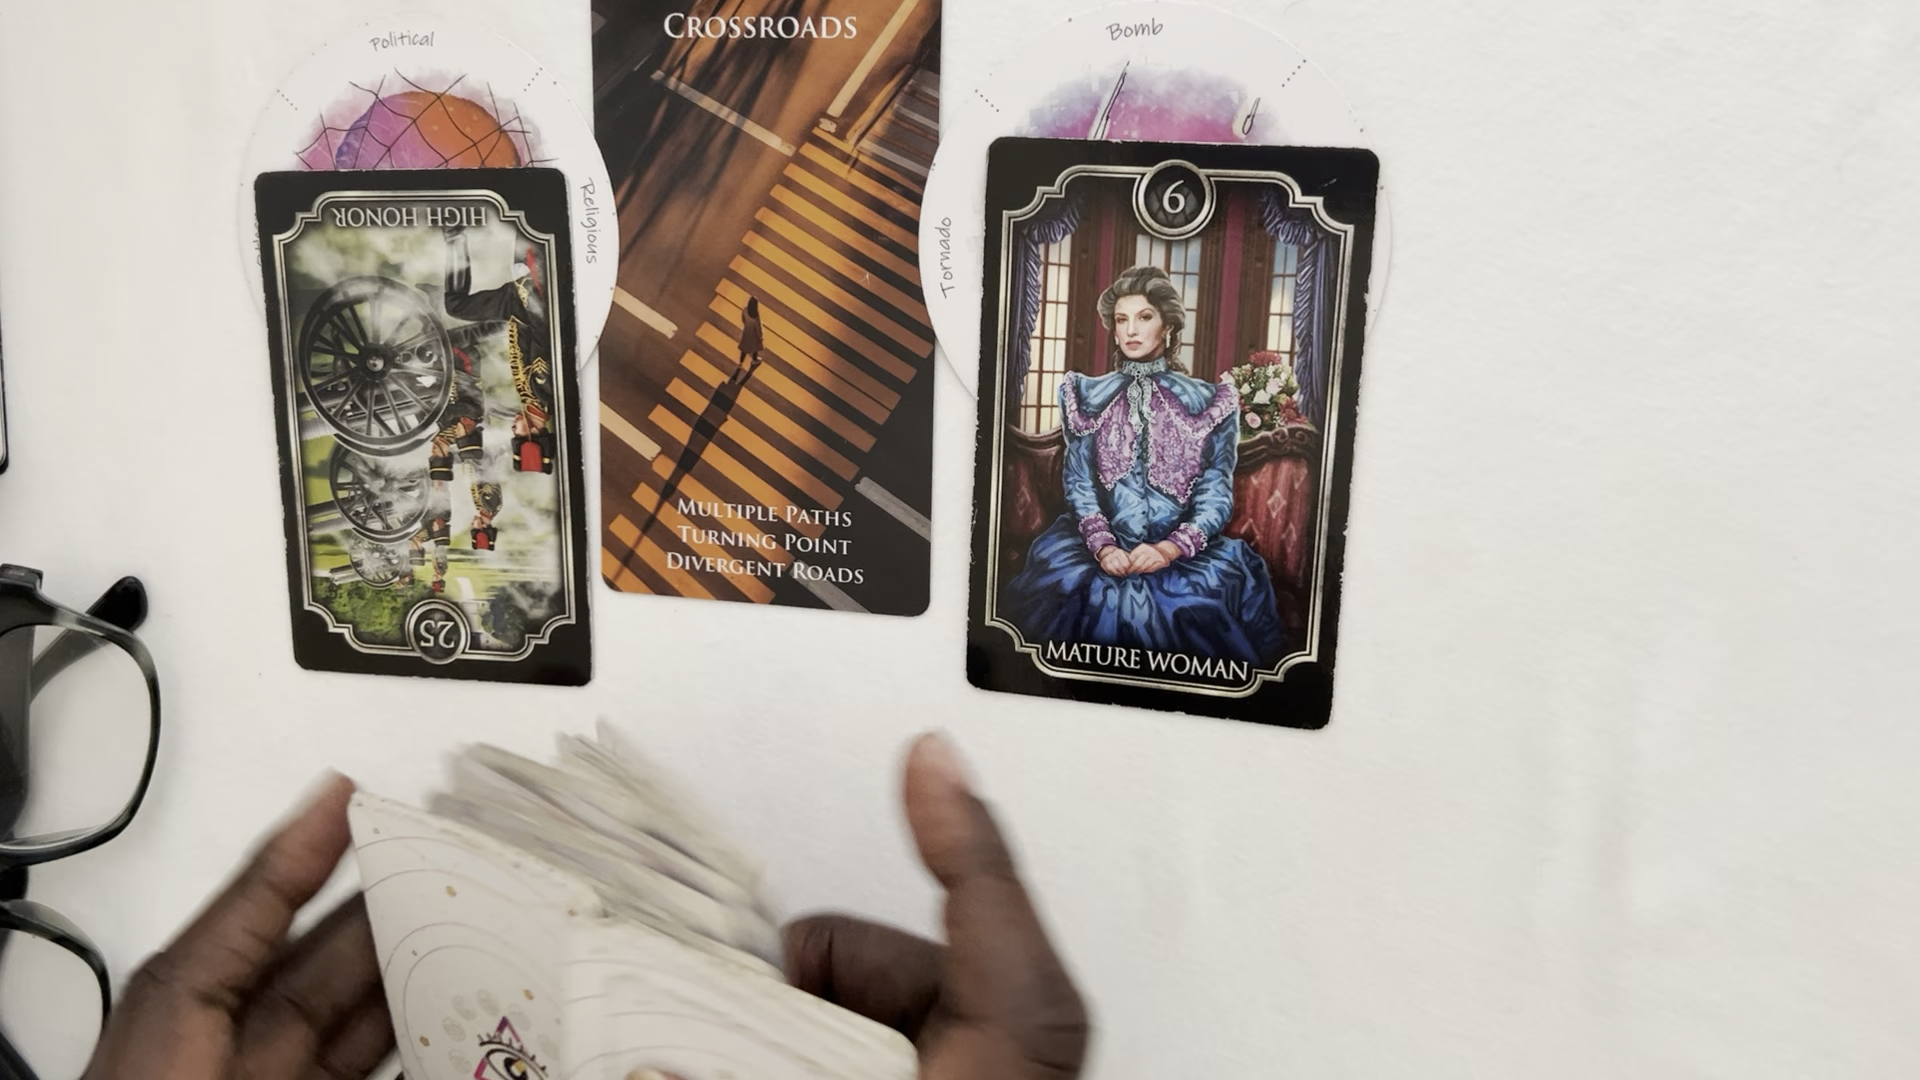 Political
Religious
CROSSROADS
MULTIPLE PATHS
TURNING POINT
DIVERGENT ROADS
Bomb
Tornado
HIGH HONOR
25
6
MATURE WOMAN